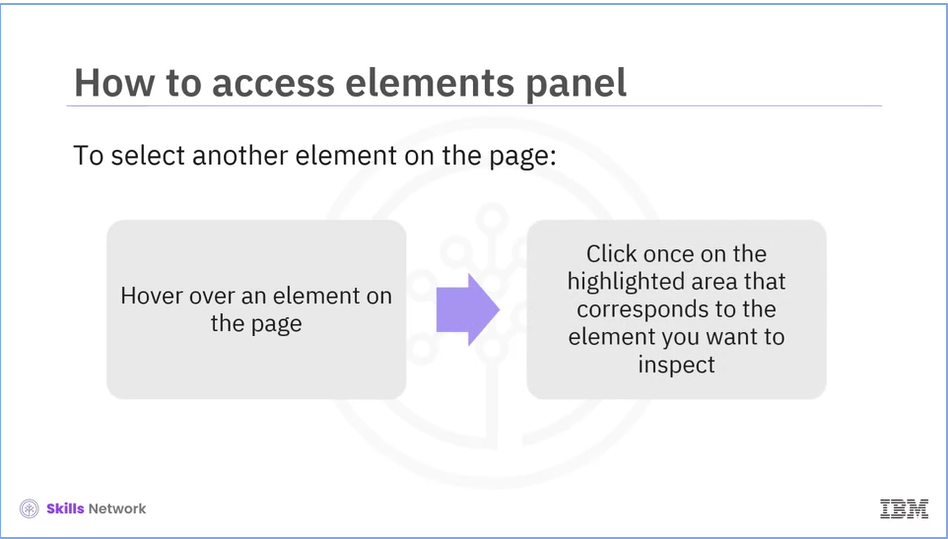 How to access elements panel
To select another element on the page:
Hover over an element on
the page
Click once on the
highlighted area that
corresponds to the
element you want to
inspect
Skills Network
IBM